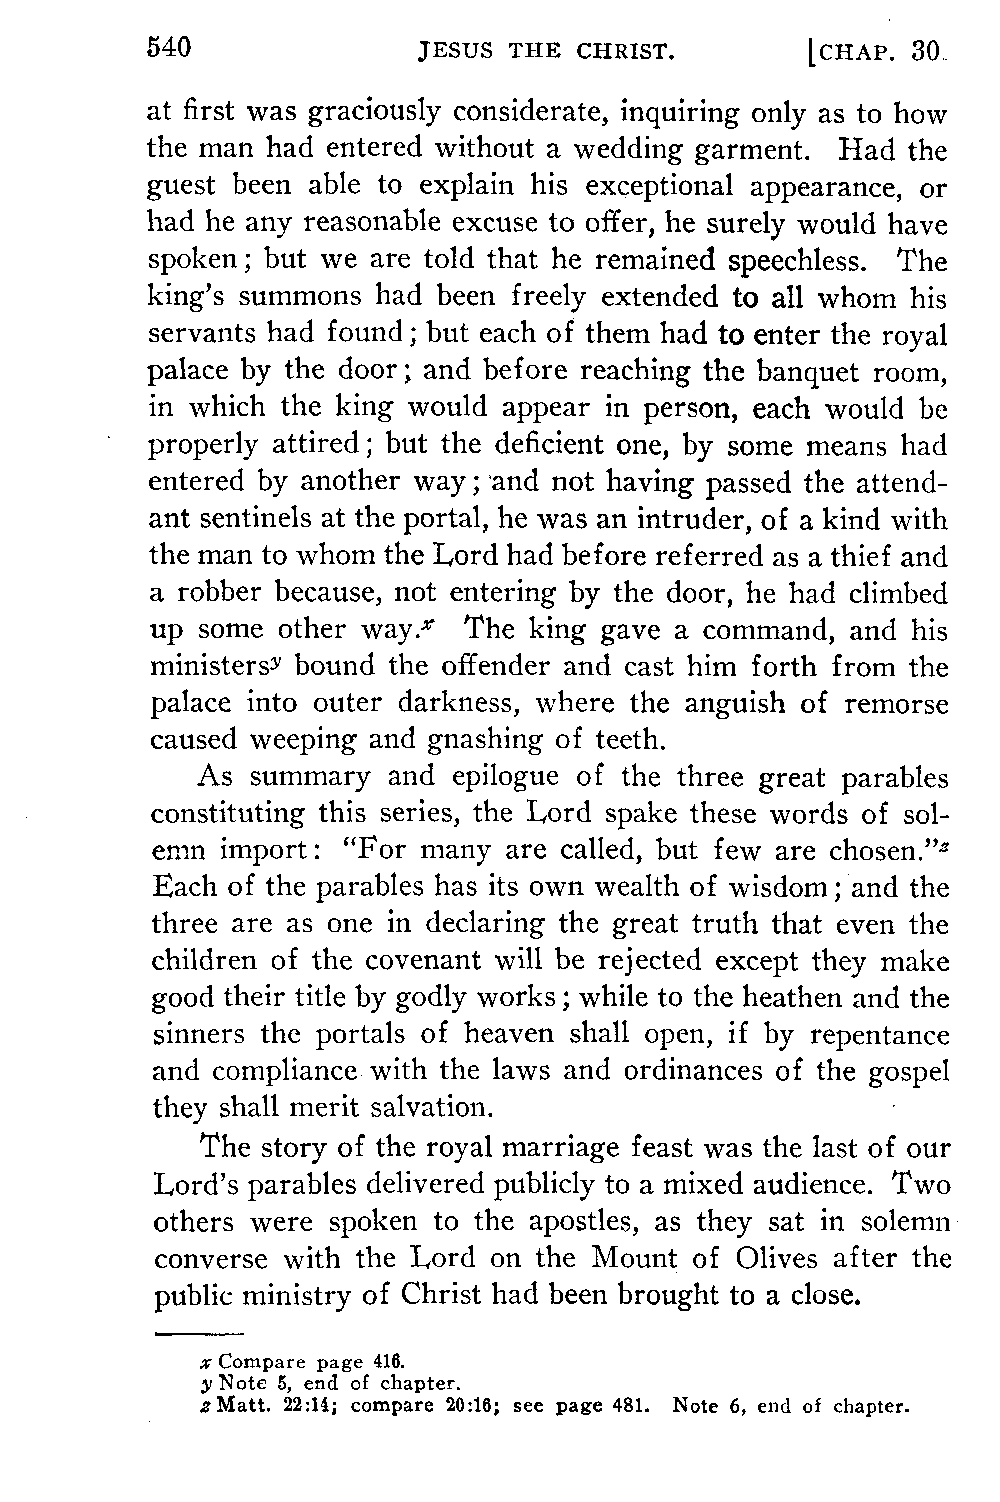 540 JESUS THE CHRIST. [CHAP. 30.
at first was graciously considerate, inquiring only as to how
the man had entered without a wedding garment. Had the
guest been able to explain his exceptional appearance, or
had he any reasonable excuse to offer, he surely would have
spoken; but we are told that he remained speechless. The
king's summons had been freely extended to all whom his
servants had found; but each of them had to enter the royal
palace by the door; and before reaching the banquet room,
in which the king would appear in person, each would be
properly attired; but the deficient one, by some means had
entered by another way; and not having passed the attend-
ant sentinels at the portal, he was an intruder, of a kind with
the man to whom the Lord had before referred as a thief and
a robber because, not entering by the door, he had climbed
up some other way.x The king gave a command, and his
ministersy bound the offender and cast him forth from the
palace into outer darkness, where the anguish of remorse
caused weeping and gnashing of teeth.
As summary and epilogue of the three great parables
constituting this series, the Lord spake these words of sol-
emn import: "For many are called, but few are chosen."z
Each of the parables has its own wealth of wisdom; and the
three are as one in declaring the great truth that even the
children of the covenant will be rejected except they make
good their title by godly works; while to the heathen and the
sinners the portals of heaven shall open, if by repentance
and compliance with the laws and ordinances of the gospel
they shall merit salvation.
The story of the royal marriage feast was the last of our
Lord's parables delivered publicly to a mixed audience. Two
others were spoken to the apostles, as they sat in solemn
converse with the Lord on the Mount of Olives after the
public ministry of Christ had been brought to a close.
x Compare page 416.
y Note 5, end of chapter.
z Matt. 22:14; compare 20:16; see page 481. Note 6, end of chapter.